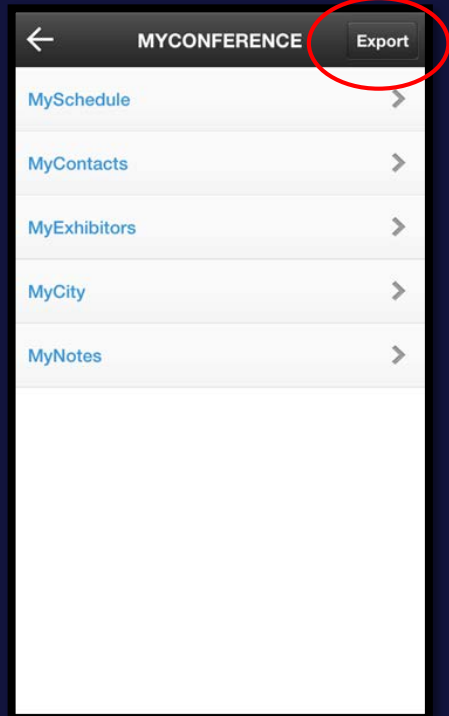 MYCONFERENCE Export
MySchedule
MyContacts
MyExhibitors
MyCity
MyNotes